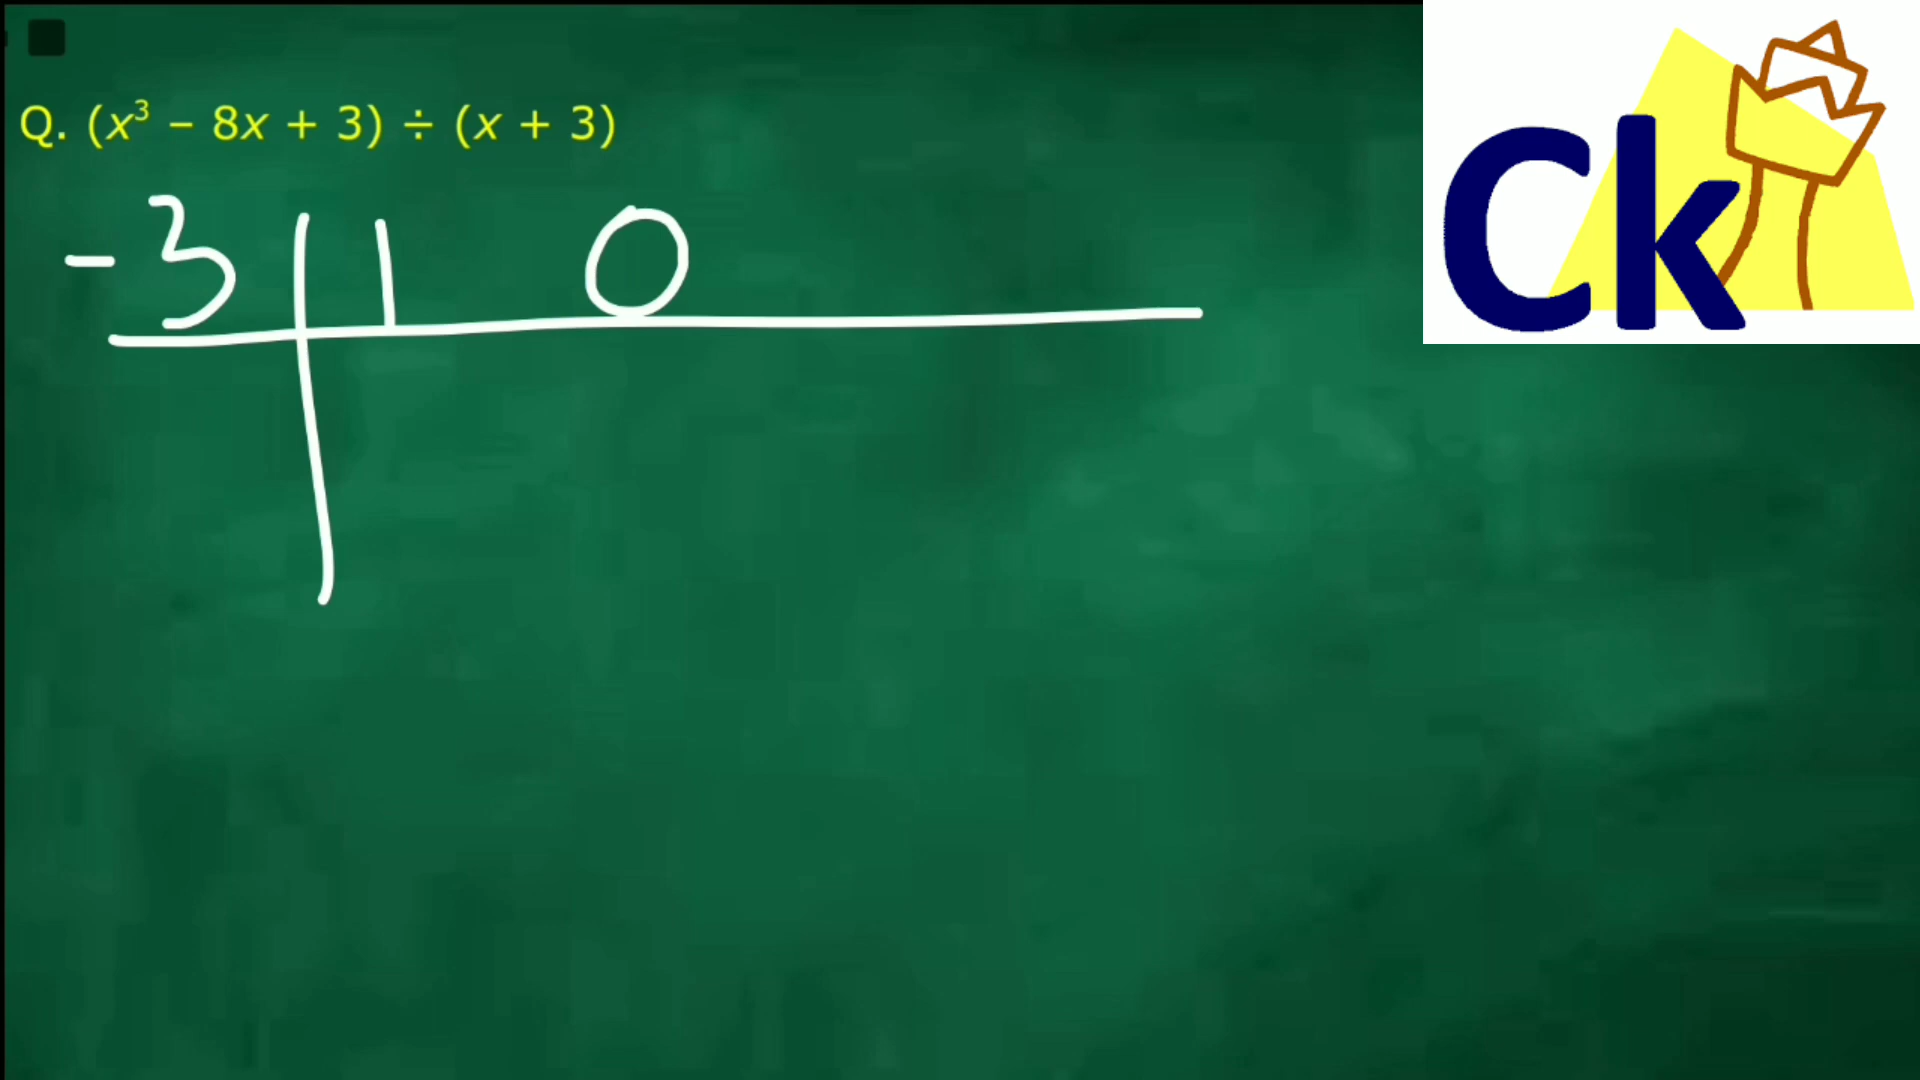 Q. (x³ – 8x + 3) ÷ (x + 3)
-3 1 0
Ck